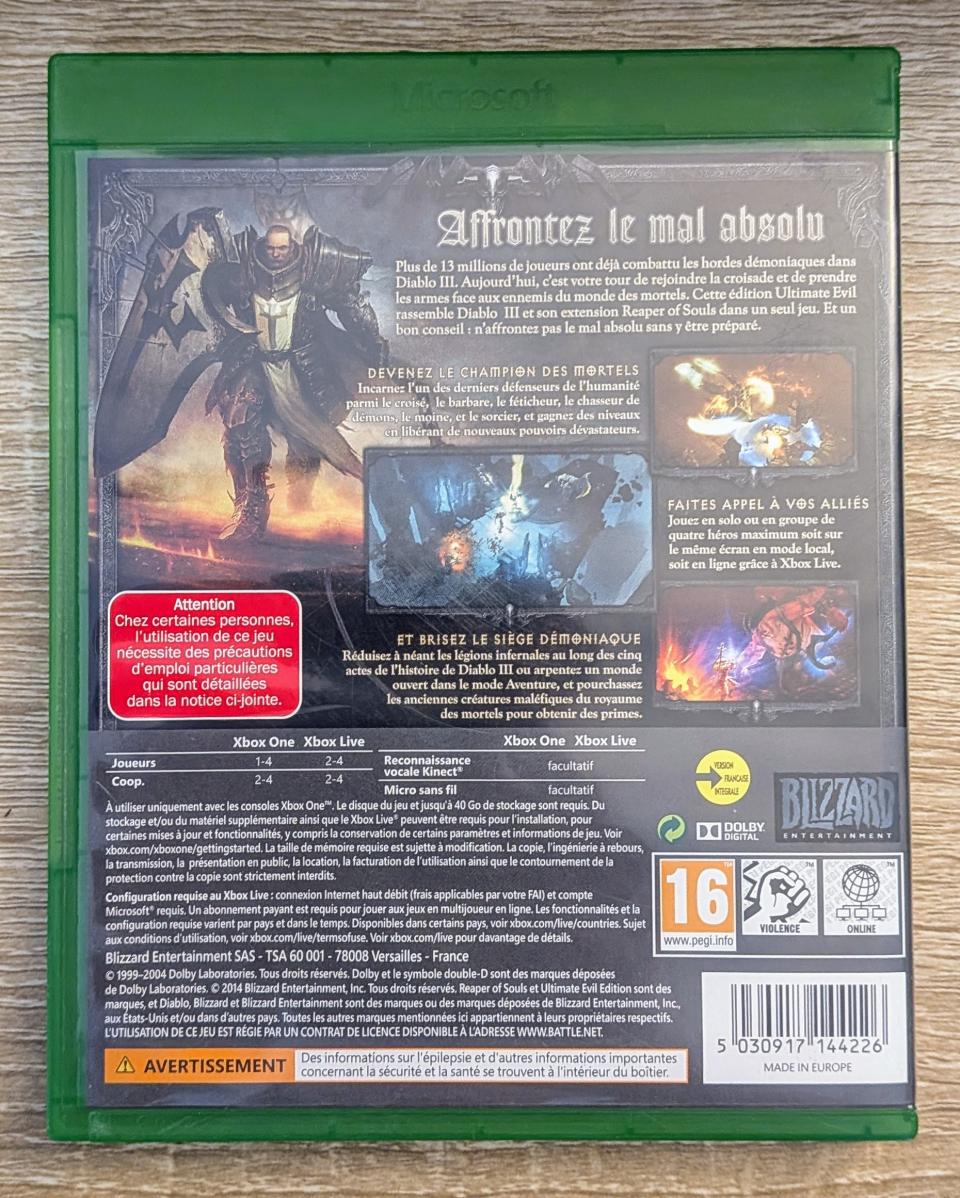 Microsoft
Affrontez le mal absolu
Plus de 13 millions de joueurs ont déjà combattu les hordes démoniaques dans
Diablo III. Aujourd'hui, c'est votre tour de rejoindre la croisade et de prendre
les armes face aux ennemis du monde des mortels. Cette édition Ultimate Evil
rassemble Diablo III et son extension Reaper of Souls dans un seul jeu. Et un
bon conseil : n'affrontez pas le mal absolu sans y être préparé.
DEVENEZ LE CHAMPION DES MORTELS
Incarnez l'un des derniers défenseurs de l'humanité
parmi le croisé, le barbare, le féticheur, le chasseur de
démons, le moine, et le sorcier, et gagnez des niveaux
en libérant de nouveaux pouvoirs dévastateurs.
FAITES APPEL À VOS ALLIÉS
Jouez en solo ou en groupe de
quatre héros maximum soit sur
le même écran en mode local,
soit en ligne grâce à Xbox Live.
Attention
Chez certaines personnes,
l'utilisation de ce jeu
nécessite des précautions
d'emploi particulières
qui sont détaillées
dans la notice ci-jointe.
ET BRISEZ LE SIÈGE DÉMONIAQUE
Réduisez à néant les légions infernales au long des cinq
actes de l'histoire de Diablo III ou arpentez un monde
ouvert dans le mode Aventure, et pourchassez
les anciennes créatures maléfiques du royaume
des mortels pour obtenir des primes.
Xbox One Xbox Live
Joueurs 1-4 2-4
Coop. 2-4 2-4
Xbox One Xbox Live
Reconnaissance
vocale Kinect® facultatif
Micro sans fil facultatif
VERSION
FRANÇAISE
INTEGRALE
BLIZZARD
ENTERTAINMENT
DOLBY
DIGITAL
À utiliser uniquement avec les consoles Xbox One™. Le disque du jeu et jusqu'à 40 Go de stockage sont requis. Du
stockage et/ou du matériel supplémentaire ainsi que le Xbox Live® peuvent être requis pour l'installation, pour
certaines mises à jour et fonctionnalités, y compris la conservation de certains paramètres et informations de jeu. Voir
xbox.com/xboxone/gettingstarted. La taille de mémoire requise est sujette à modification. La copie, l'ingénierie à rebours,
la transmission, la présentation en public, la location, la facturation de l'utilisation ainsi que le contournement de la
protection contre la copie sont strictement interdits.
Configuration requise au Xbox Live : connexion Internet haut débit (frais applicables par votre FAI) et compte
Microsoft® requis. Un abonnement payant est requis pour jouer aux jeux en multijoueur en ligne. Les fonctionnalités et la
configuration requise varient par pays et dans le temps. Disponibles dans certains pays, voir xbox.com/live/countries. Sujet
aux conditions d'utilisation, voir xbox.com/live/termsofuse. Voir xbox.com/live pour davantage de détails.
Blizzard Entertainment SAS - TSA 60 001 - 78008 Versailles - France
© 1999–2004 Dolby Laboratories. Tous droits réservés. Dolby et le symbole double-D sont des marques déposées
de Dolby Laboratories. © 2014 Blizzard Entertainment, Inc. Tous droits réservés. Reaper of Souls et Ultimate Evil Edition sont des
marques, et Diablo, Blizzard et Blizzard Entertainment sont des marques ou des marques déposées de Blizzard Entertainment, Inc.,
aux États-Unis et/ou dans d'autres pays. Toutes les autres marques mentionnées ici appartiennent à leurs propriétaires respectifs.
L'UTILISATION DE CE JEU EST RÉGIE PAR UN CONTRAT DE LICENCE DISPONIBLE À L'ADRESSE WWW.BATTLE.NET.
16
www.pegi.info
VIOLENCE
ONLINE
5 030917 144226
MADE IN EUROPE
AVERTISSEMENT
Des informations sur l'épilepsie et d'autres informations importantes
concernant la sécurité et la santé se trouvent à l'intérieur du boîtier.